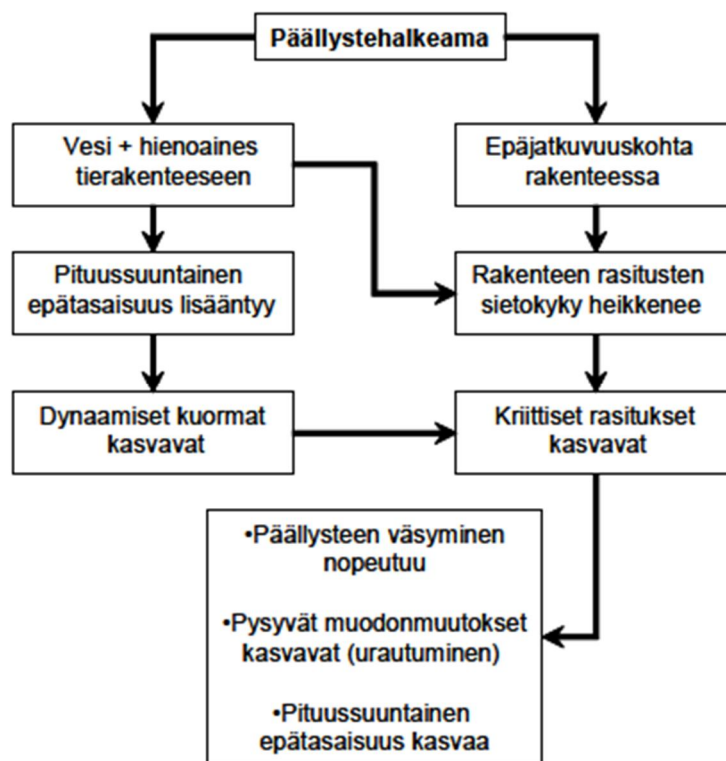 Päällystehalkeama
Vesi + hienoaines
tierakenteeseen
Epäjatkuvuuskohta
rakenteessa
Pituussuuntainen
epätasaisuus lisääntyy
Rakenteen rasitusten
sietokyky heikkenee
Dynaamiset kuormat
kasvavat
Kriittiset rasitukset
kasvavat
•Päällysteen väsyminen
nopeutuu
•Pysyvät muodonmuutokset
kasvavat (urautuminen)
•Pituussuuntainen
epätasaisuus kasvaa